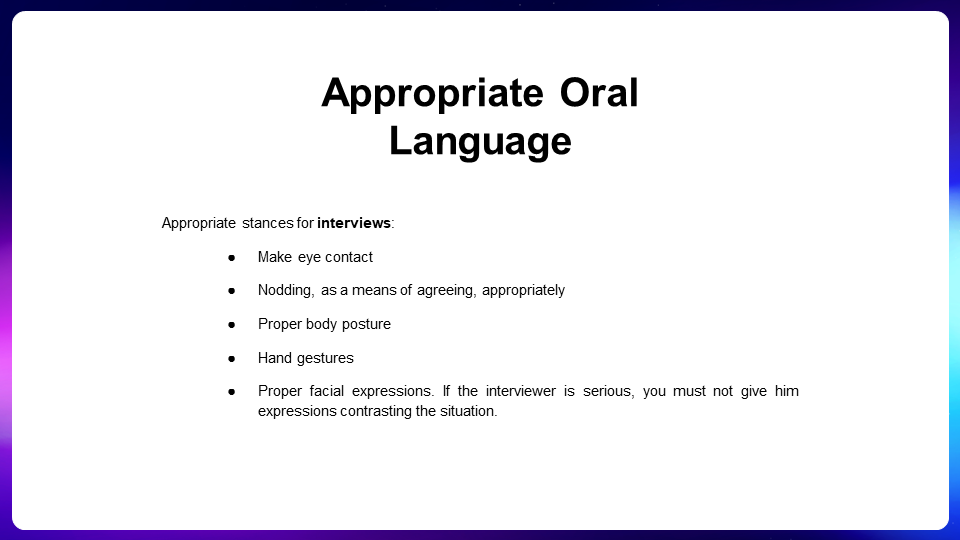 Appropriate Oral
Language
Appropriate stances for interviews:
● Make eye contact
● Nodding, as a means of agreeing, appropriately
● Proper body posture
● Hand gestures
● Proper facial expressions. If the interviewer is serious, you must not give him
expressions contrasting the situation.